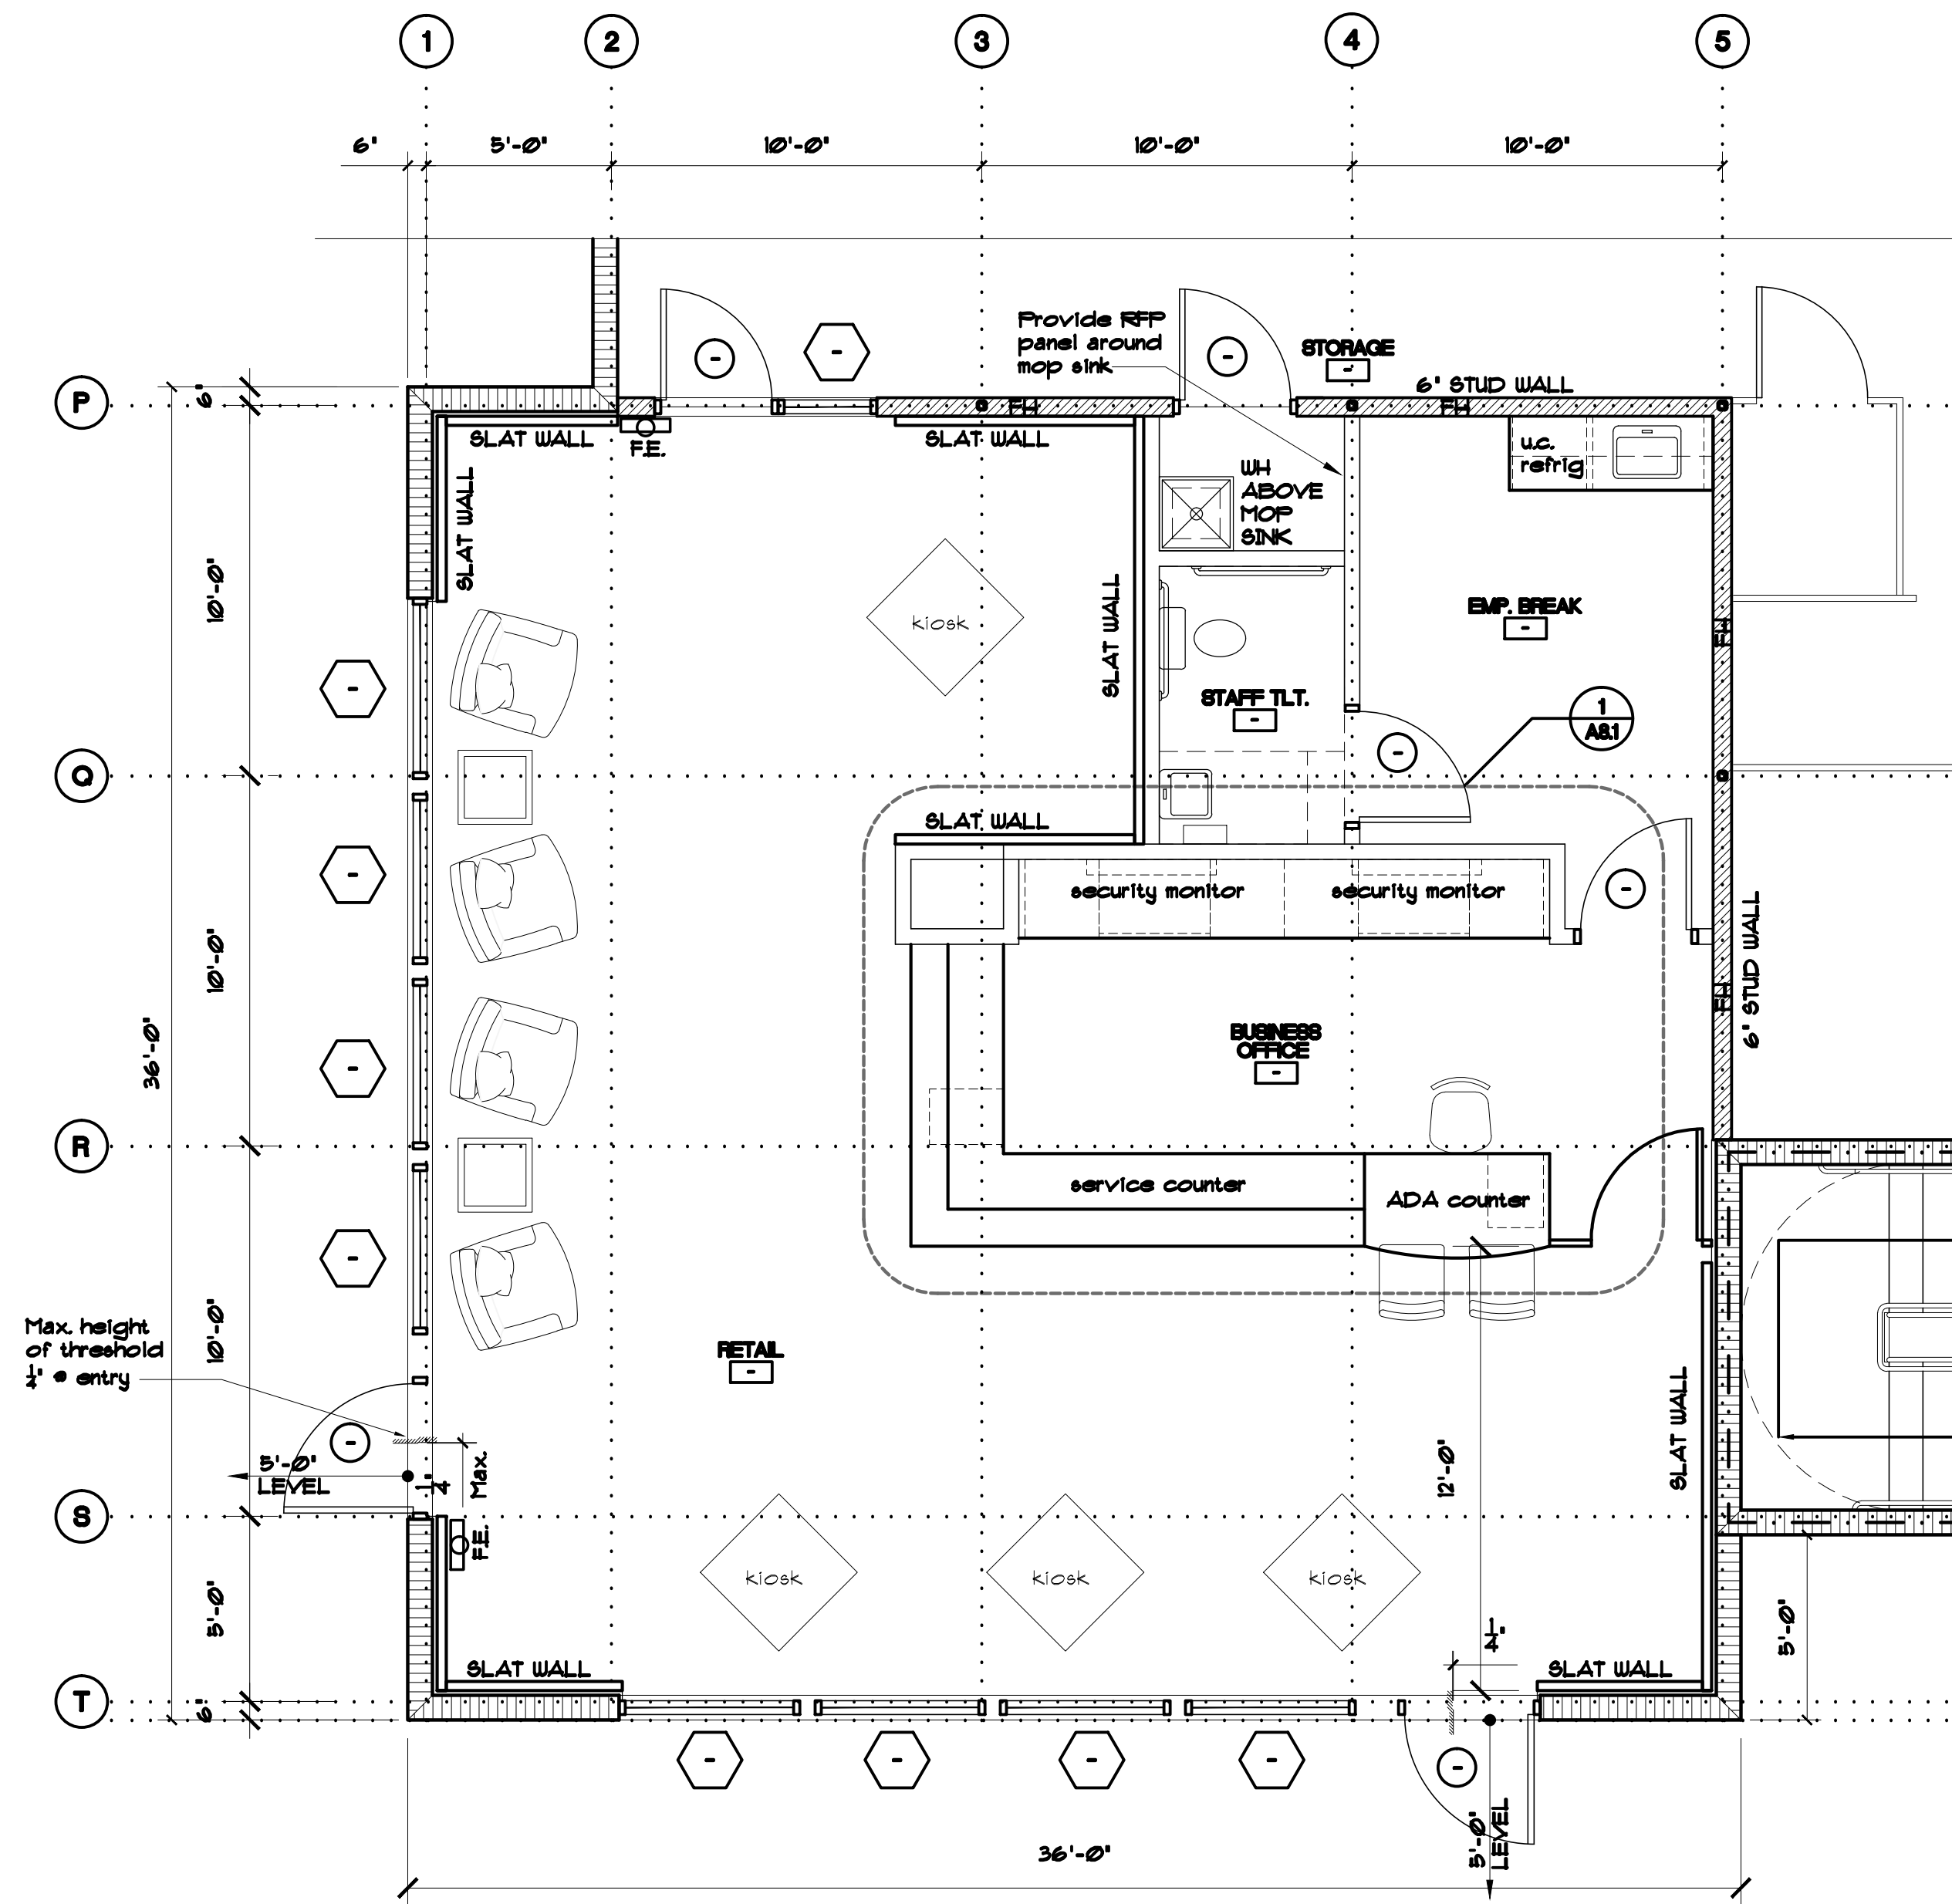 1 2 3 4 5
6" 5'-0" 10'-0" 10'-0" 10'-0"
Provide RFP
panel around
mop sink
STORAGE
-
6" STUD WALL
-
-
-
P
6"
SLAT WALL
F.E.
SLAT WALL
SLAT WALL
WH
ABOVE
MOP
SINK
u.c.
refrig
10'-0"
kiosk
SLAT WALL
EMP. BREAK
-
STAFF TLT.
-
1
A8.1
-
-
Q
SLAT WALL
-
security monitor
security monitor
-
6" STUD WALL
10'-0"
36'-0"
BUSINESS
OFFICE
-
-
R
service counter
ADA counter
-
Max. height
of threshold
1/4" @ entry
10'-0"
RETAIL
-
SLAT WALL
-
5'-0"
LEVEL
1/4"
Max.
12'-0"
S
F.E.
kiosk
kiosk
kiosk
5'-0"
1/4"
5'-0"
SLAT WALL
SLAT WALL
T
6"
-
-
-
-
-
5'-0"
LEVEL
36'-0"